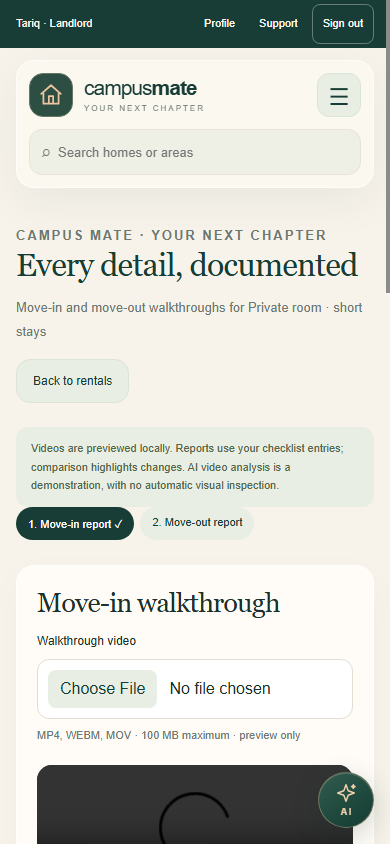 Tariq · Landlord Profile Support Sign out
campusmate
YOUR NEXT CHAPTER
Search homes or areas
CAMPUS MATE · YOUR NEXT CHAPTER
Every detail, documented
Move-in and move-out walkthroughs for Private room · short
stays
Back to rentals
Videos are previewed locally. Reports use your checklist entries;
comparison highlights changes. AI video analysis is a
demonstration, with no automatic visual inspection.
1. Move-in report ✓ 2. Move-out report
Move-in walkthrough
Walkthrough video
Choose File No file chosen
MP4, WEBM, MOV · 100 MB maximum · preview only
AI